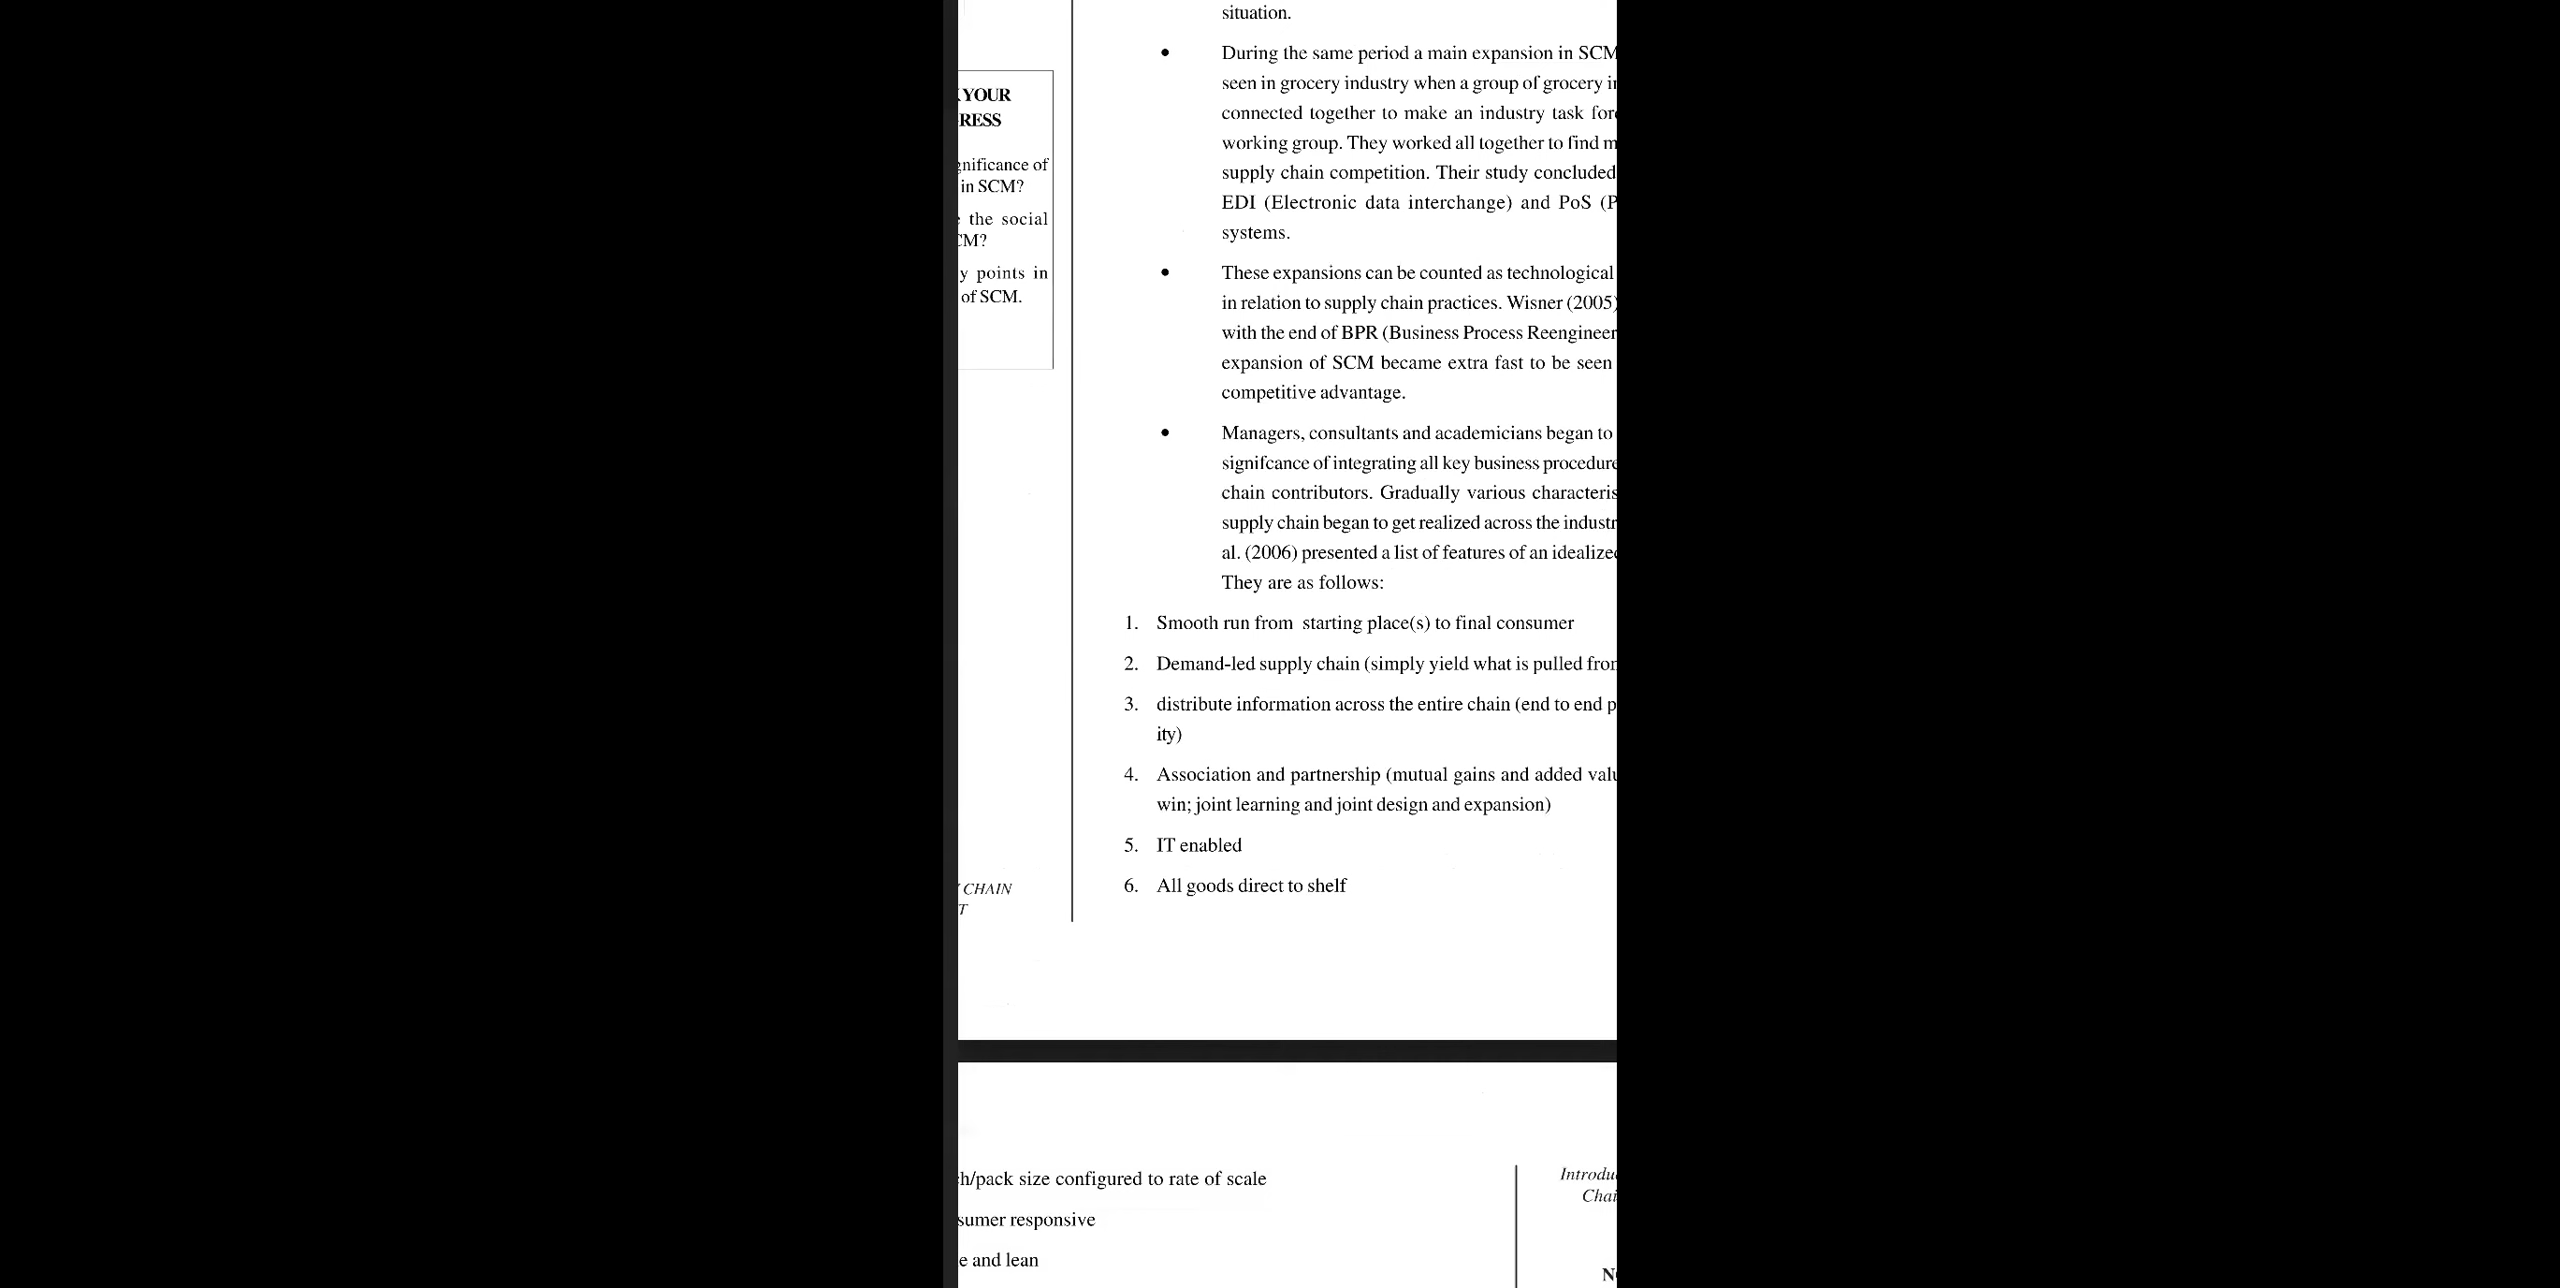 situation.
• During the same period a main expansion in SCM
seen in grocery industry when a group of grocery
connected together to make an industry task
working group. They worked all together to find
supply chain competition. Their study concluded
EDI (Electronic data interchange) and PoS
systems.
• These expansions can be counted as technological
in relation to supply chain practices. Wisner (2005)
with the end of BPR (Business Process
expansion of SCM became extra fast to be seen
competitive advantage.
• Managers, consultants and academicians began to
signifcance of integrating all key business
chain contributors. Gradually various
supply chain began to get realized across the
al. (2006) presented a list of features of an
They are as follows:
1. Smooth run from starting place(s) to final consumer
2. Demand-led supply chain (simply yield what is pulled
3. distribute information across the entire chain (end to end
ity)
4. Association and partnership (mutual gains and added
win; joint learning and joint design and expansion)
5. IT enabled
6. All goods direct to shelf
YOUR
RESS
gnificance of
in SCM?
the social
CM?
y points in
of SCM.
CHAIN
T
h/pack size configured to rate of scale
sumer responsive
e and lean
Introdu
Chai
N